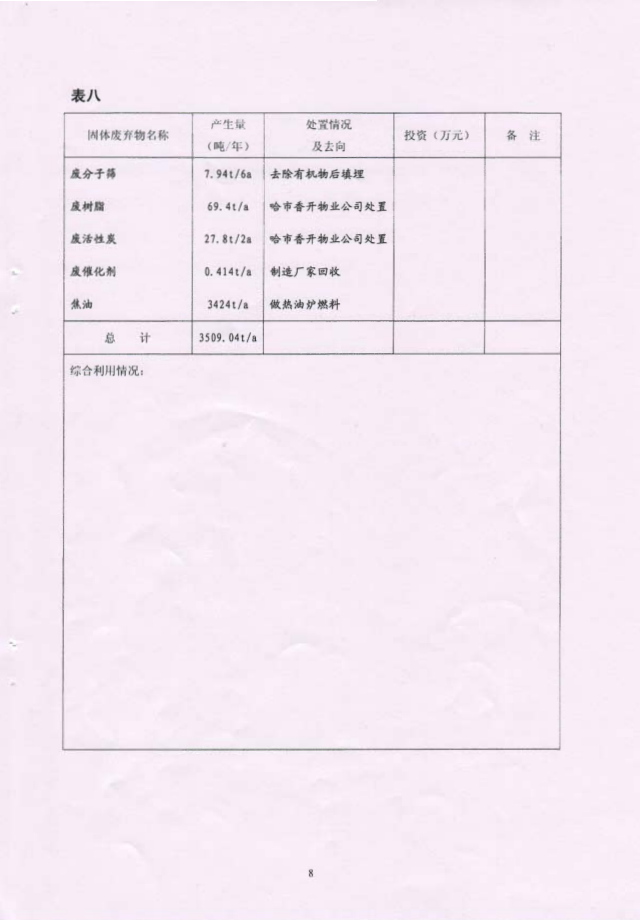 表八
固体废弃物名称 产生量 处置情况 投资（万元） 备 注
（吨/年） 及去向
废分子筛 7.94t/6a 去除有机物后填埋
废树脂 69.4t/a 哈市香开物业公司处置
废活性炭 27.8t/2a 哈市香开物业公司处置
废催化剂 0.414t/a 制造厂家回收
焦油 3424t/a 做热油炉燃料
总 计 3509.04t/a
综合利用情况：
8